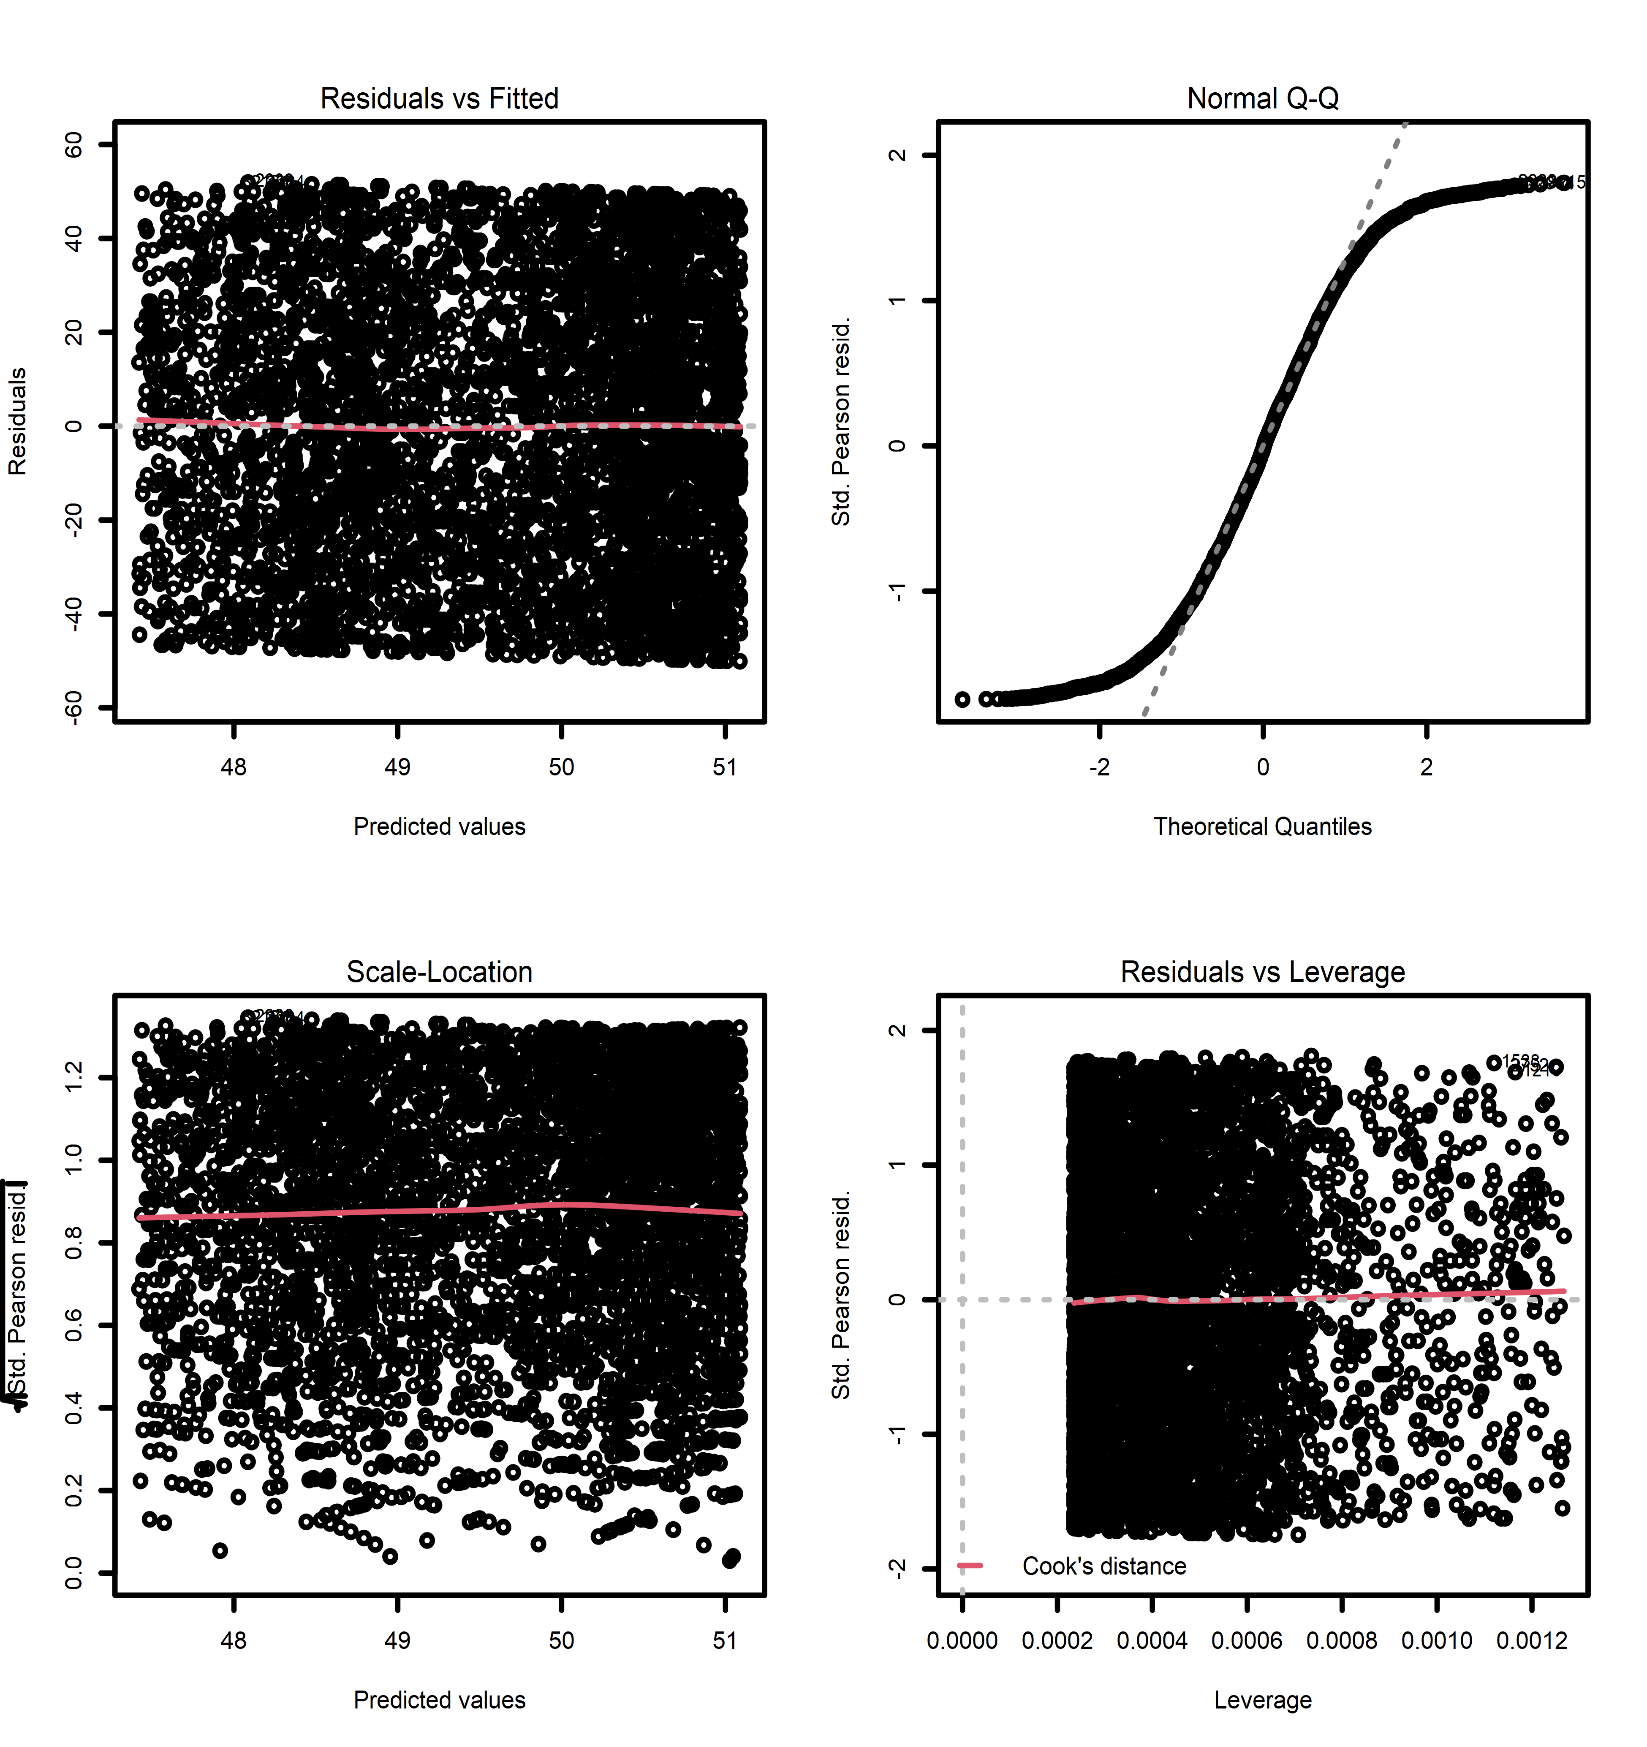 Residuals vs Fitted
60
40
20
0
-20
-40
-60
Residuals
48 49 50 51
Predicted values
Normal Q-Q
2
1
0
-1
Std. Pearson resid.
-2 0 2
Theoretical Quantiles
Scale-Location
1.2
1.0
0.8
0.6
0.4
0.2
0.0
√|Std. Pearson resid.|
48 49 50 51
Predicted values
Residuals vs Leverage
2
1
0
-1
-2
Std. Pearson resid.
1533
Cook's distance
0.0000 0.0002 0.0004 0.0006 0.0008 0.0010 0.0012
Leverage